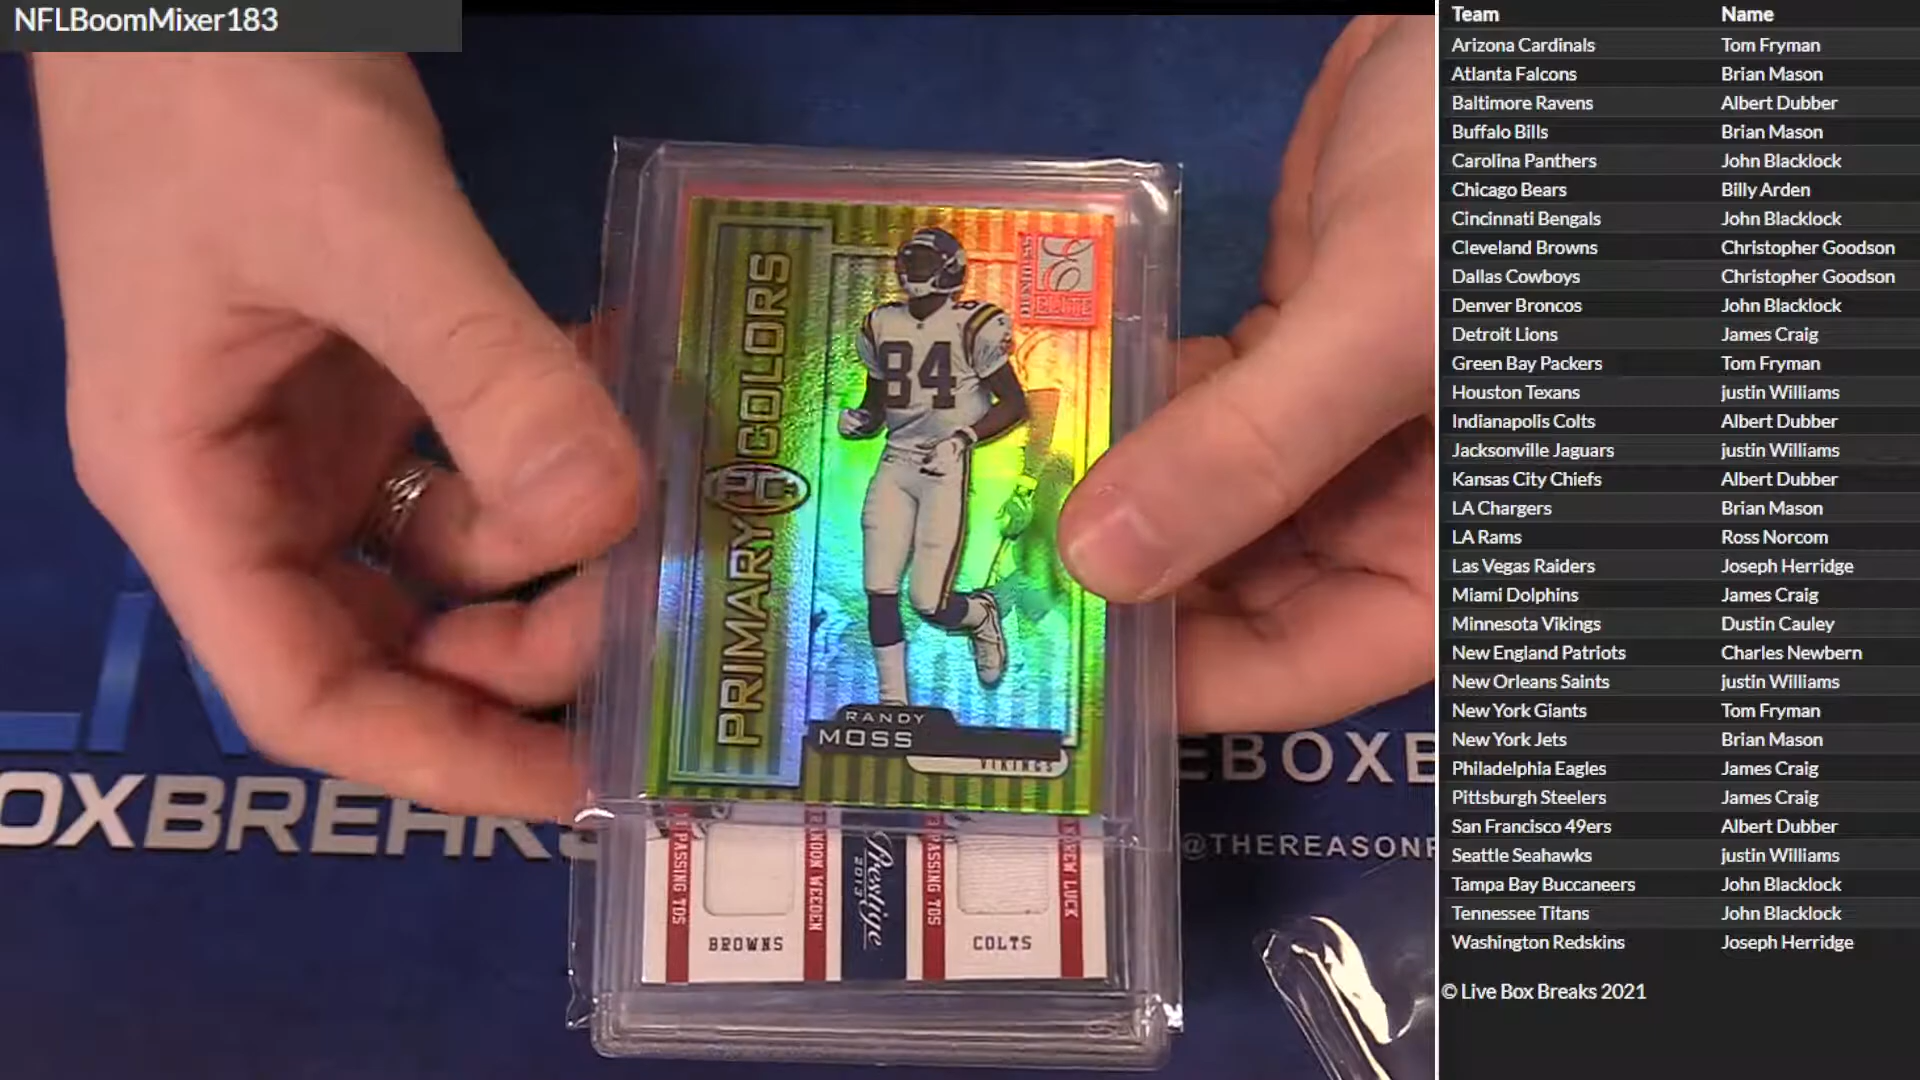 NFLBoomMixer183
PRIMARY COLORS
DONRUSS
ELITE
84
RANDY
MOSS
VIKINGS
PASSING TDS
BROWNS
WEEDEN
Prestige
2013
PASSING TDS
COLTS
LUCK
OXBREAKS
EBOXB
@THEREASON
Team Name
Arizona Cardinals Tom Fryman
Atlanta Falcons Brian Mason
Baltimore Ravens Albert Dubber
Buffalo Bills Brian Mason
Carolina Panthers John Blacklock
Chicago Bears Billy Arden
Cincinnati Bengals John Blacklock
Cleveland Browns Christopher Goodson
Dallas Cowboys Christopher Goodson
Denver Broncos John Blacklock
Detroit Lions James Craig
Green Bay Packers Tom Fryman
Houston Texans justin Williams
Indianapolis Colts Albert Dubber
Jacksonville Jaguars justin Williams
Kansas City Chiefs Albert Dubber
LA Chargers Brian Mason
LA Rams Ross Norcom
Las Vegas Raiders Joseph Herridge
Miami Dolphins James Craig
Minnesota Vikings Dustin Cauley
New England Patriots Charles Newbern
New Orleans Saints justin Williams
New York Giants Tom Fryman
New York Jets Brian Mason
Philadelphia Eagles James Craig
Pittsburgh Steelers James Craig
San Francisco 49ers Albert Dubber
Seattle Seahawks justin Williams
Tampa Bay Buccaneers John Blacklock
Tennessee Titans John Blacklock
Washington Redskins Joseph Herridge
© Live Box Breaks 2021